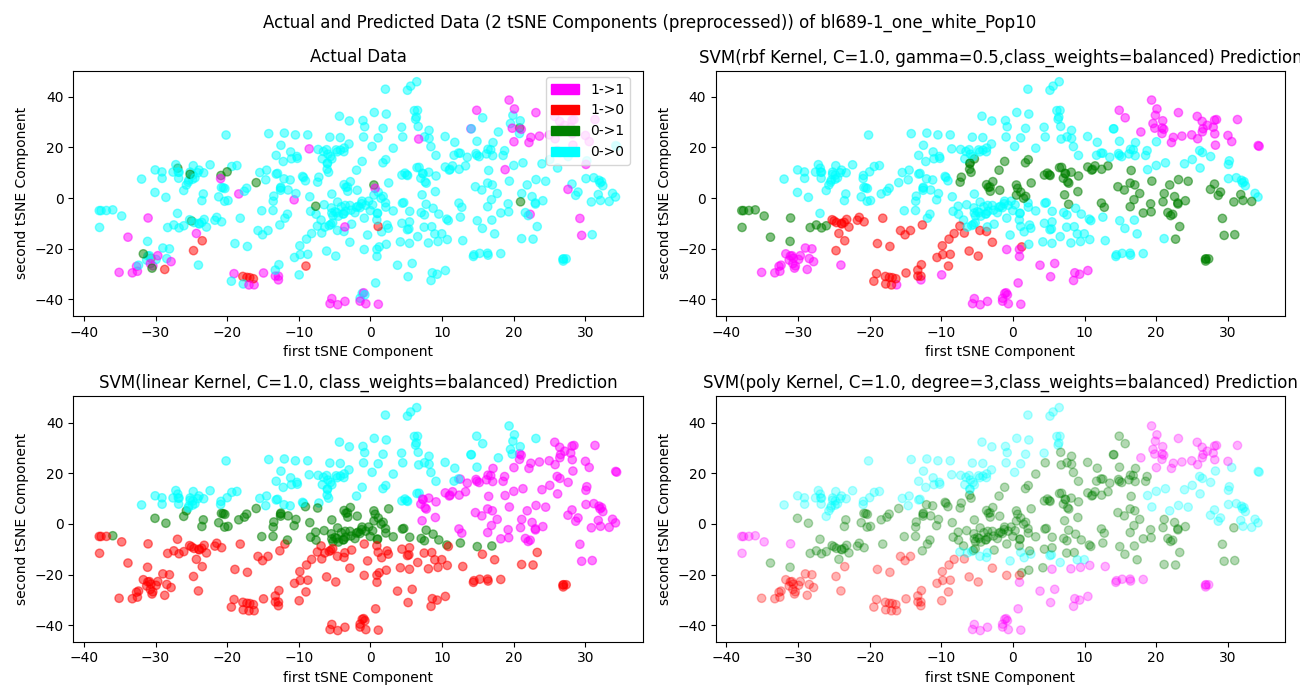 Actual and Predicted Data (2 tSNE Components (preprocessed)) of bl689-1_one_white_Pop10
Actual Data
40
20
0
−20
−40
second tSNE Component
1->1
1->0
0->1
0->0
−40 −30 −20 −10 0 10 20 30
first tSNE Component
SVM(rbf Kernel, C=1.0, gamma=0.5,class_weights=balanced) Prediction
40
20
0
−20
−40
second tSNE Component
−40 −30 −20 −10 0 10 20 30
first tSNE Component
SVM(linear Kernel, C=1.0, class_weights=balanced) Prediction
40
20
0
−20
−40
second tSNE Component
−40 −30 −20 −10 0 10 20 30
first tSNE Component
SVM(poly Kernel, C=1.0, degree=3,class_weights=balanced) Prediction
40
20
0
−20
−40
second tSNE Component
−40 −30 −20 −10 0 10 20 30
first tSNE Component